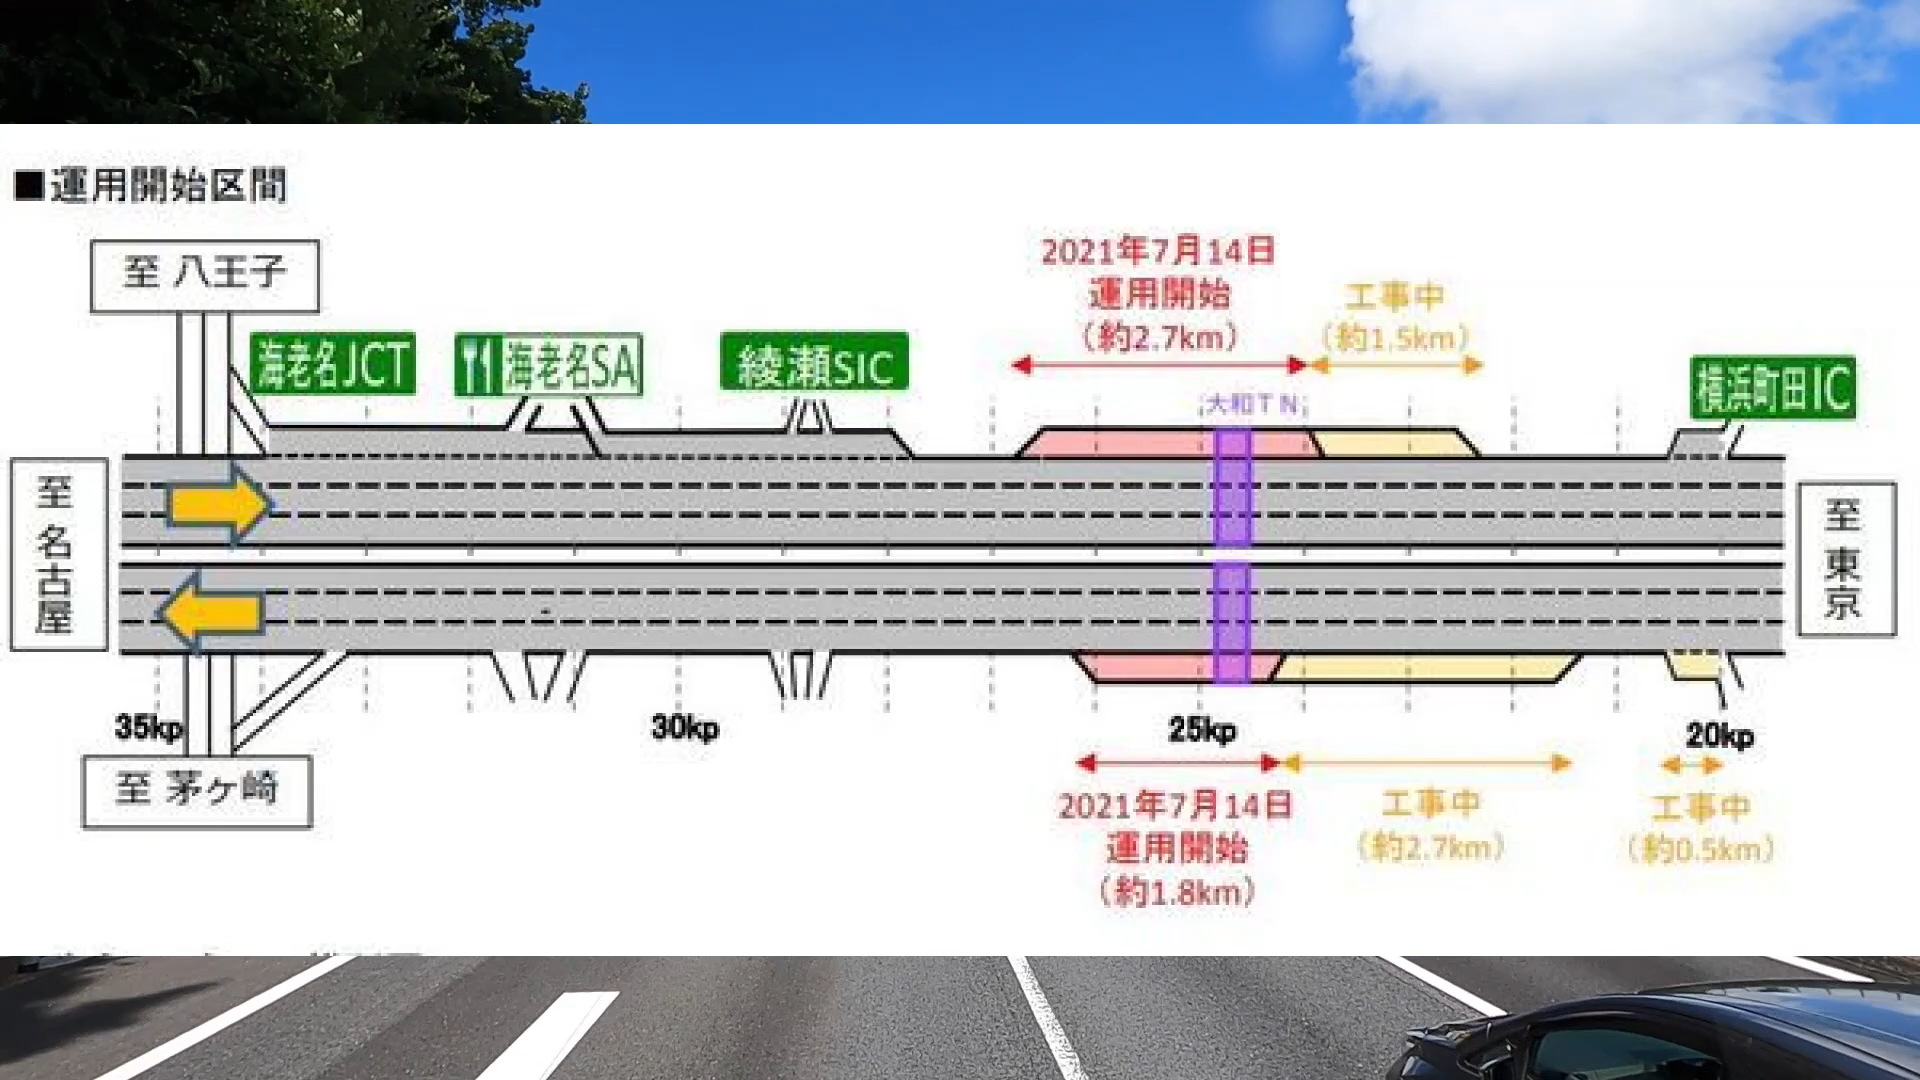 ■運用開始区間
至 八王子
海老名JCT
海老名SA
綾瀬SIC
2021年7月14日
運用開始
（約2.7km）
工事中
（約1.5km）
横浜町田IC
大和TN
至 名古屋
至 東京
35kp
30kp
25kp
20kp
至 茅ヶ崎
2021年7月14日
運用開始
（約1.8km）
工事中
（約2.7km）
工事中
（約0.5km）